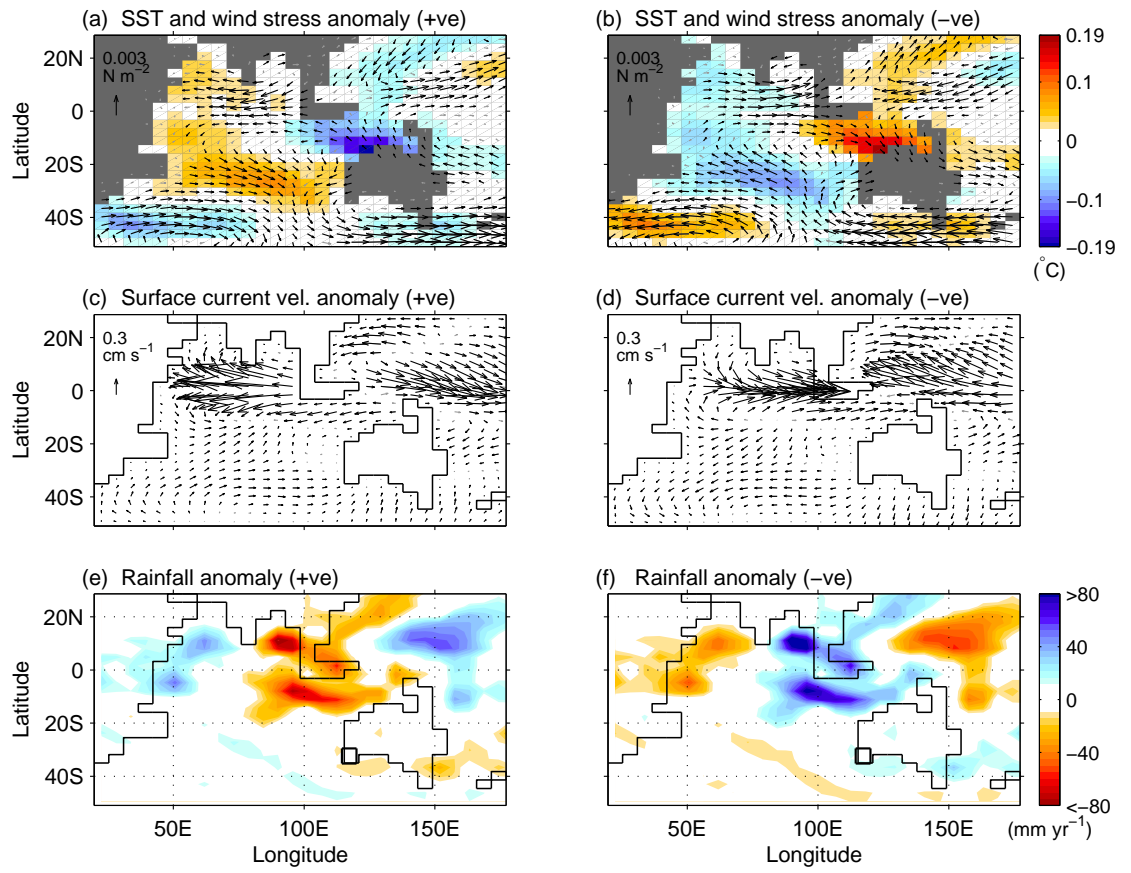 (a) SST and wind stress anomaly (+ve)
(b) SST and wind stress anomaly (−ve)
0.003
N m−2
0.003
N m−2
20N
0
20S
40S
Latitude
0.19
0.1
0
−0.1
−0.19
(°C)
(c) Surface current vel. anomaly (+ve)
(d) Surface current vel. anomaly (−ve)
0.3
cm s−1
0.3
cm s−1
20N
0
20S
40S
Latitude
20N
0
20S
40S
(e) Rainfall anomaly (+ve)
(f) Rainfall anomaly (−ve)
20N
0
20S
40S
Latitude
>80
40
0
−40
<−80
(mm yr−1)
50E 100E 150E
Longitude
50E 100E 150E
Longitude